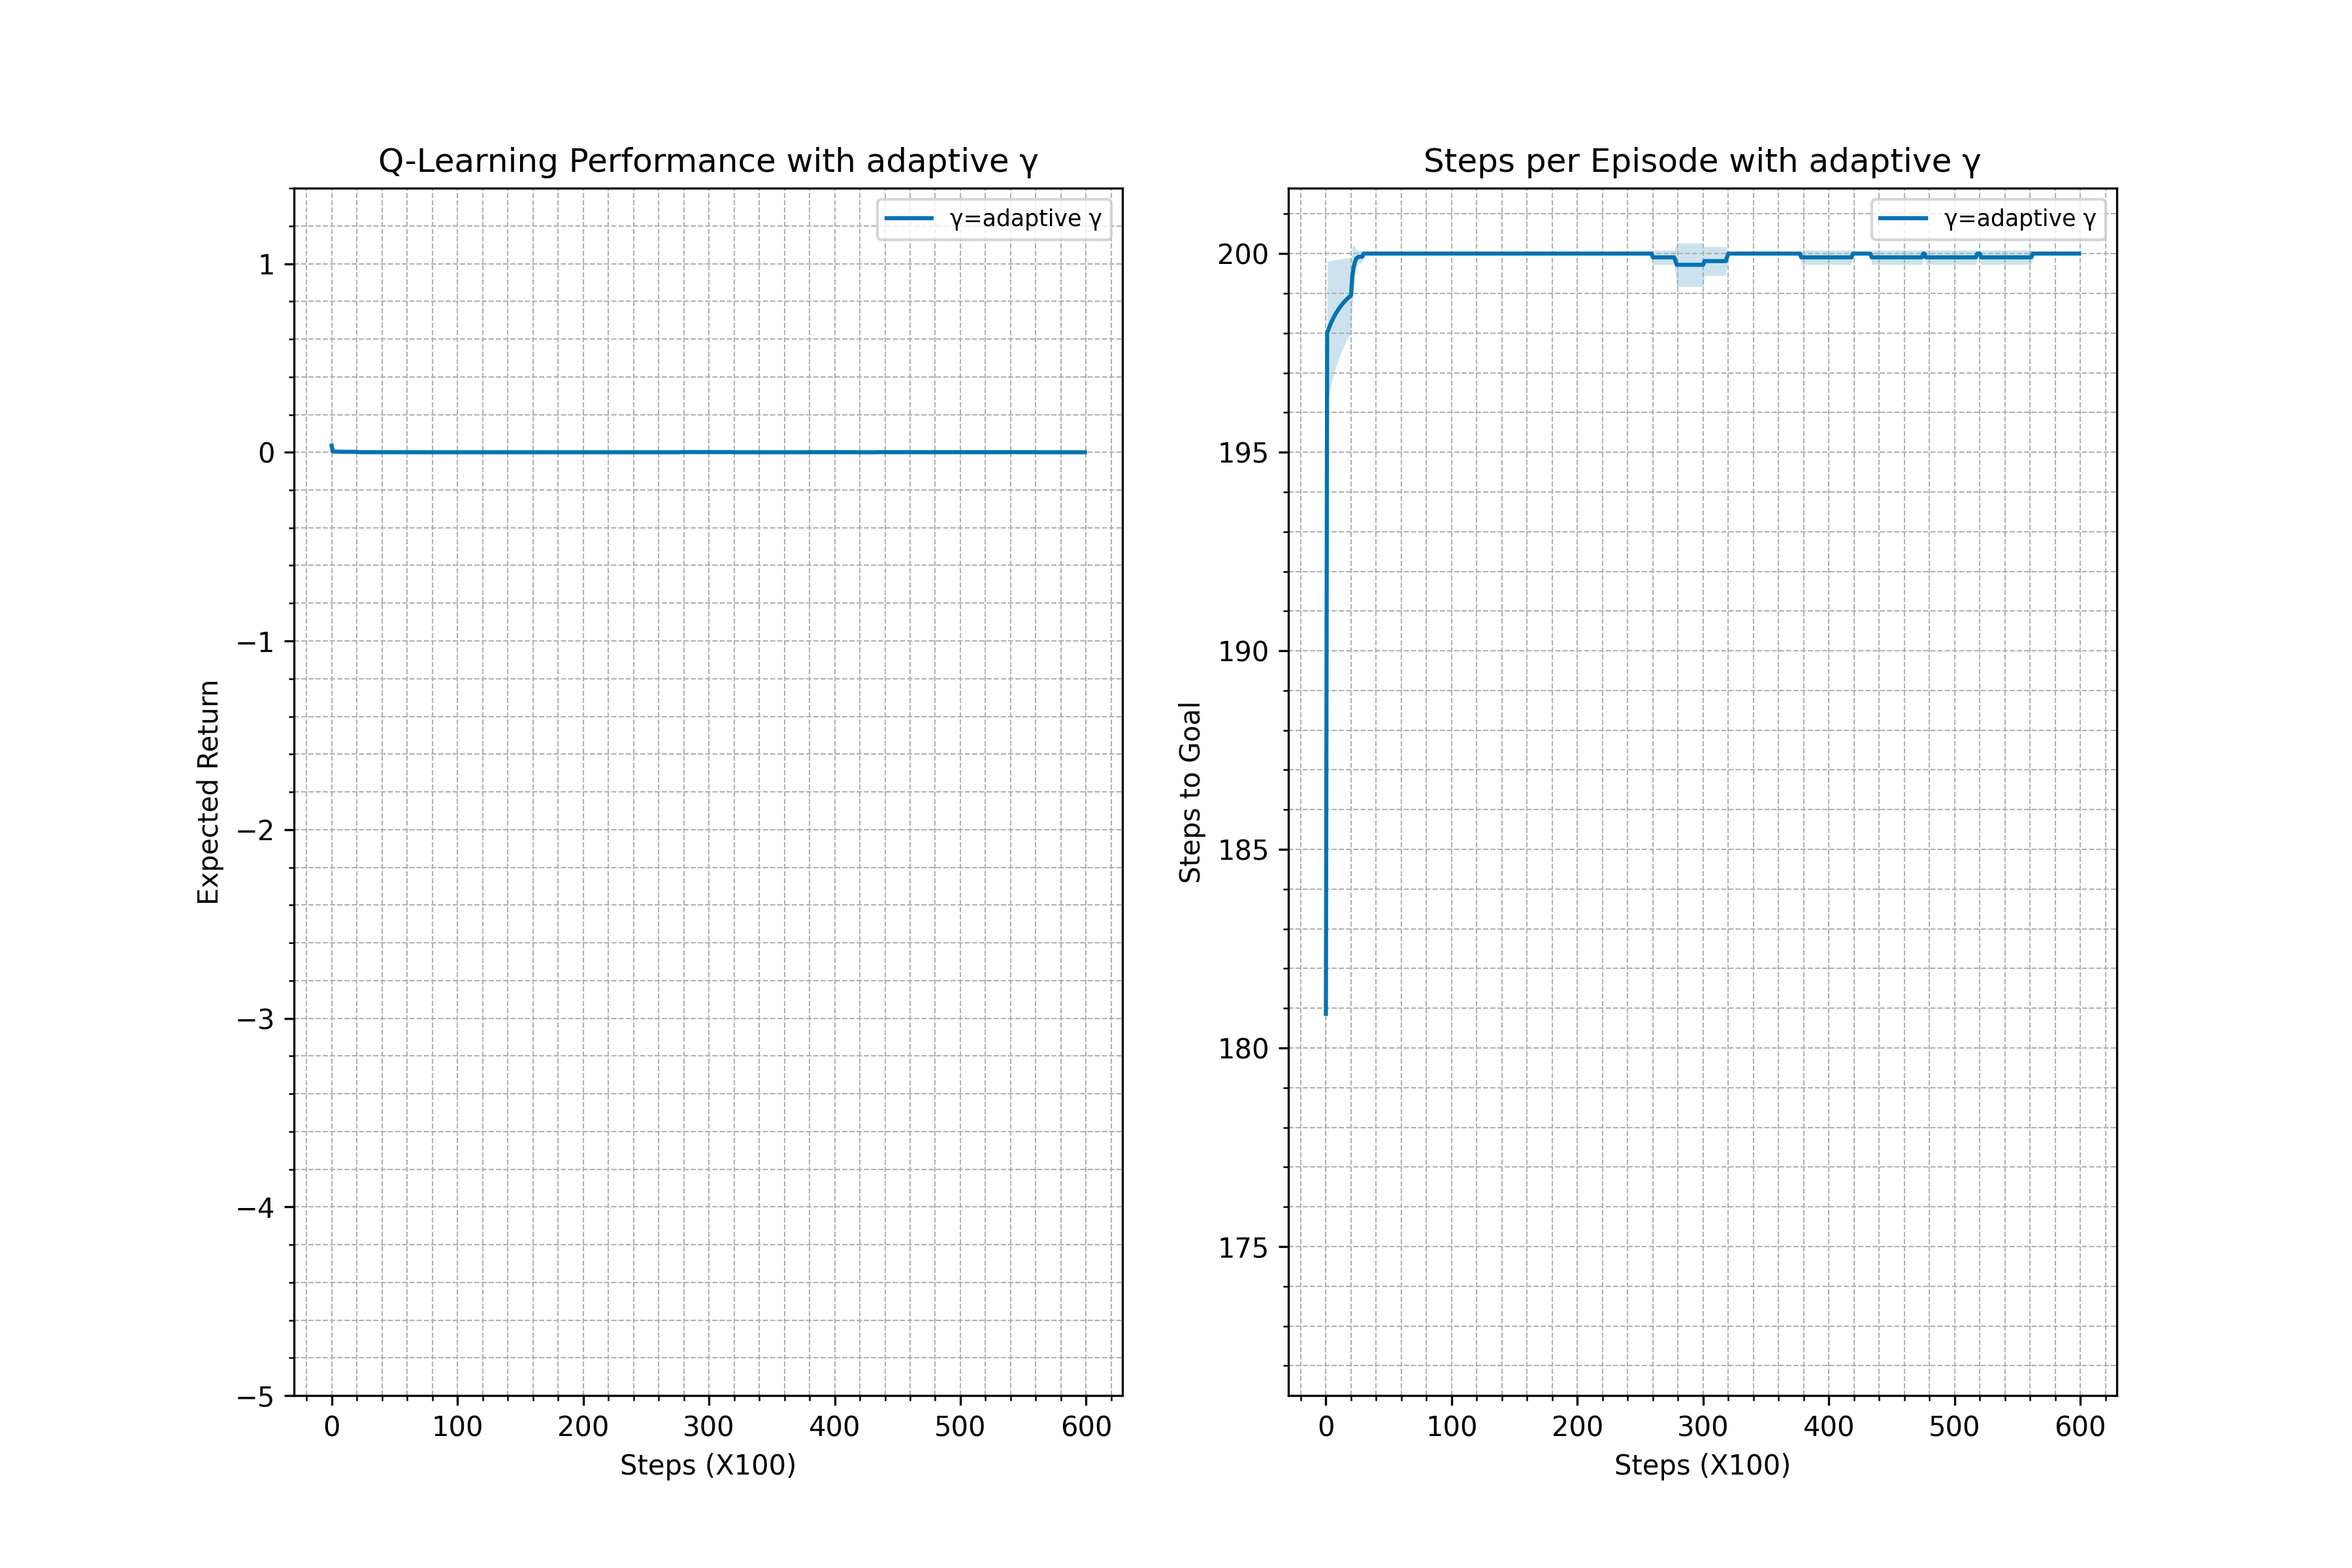 Q-Learning Performance with adaptive γ
γ=adaptive γ
1
0
−1
−2
−3
−4
−5
Expected Return
0 100 200 300 400 500 600
Steps (X100)
Steps per Episode with adaptive γ
γ=adaptive γ
200
195
190
185
180
175
Steps to Goal
0 100 200 300 400 500 600
Steps (X100)